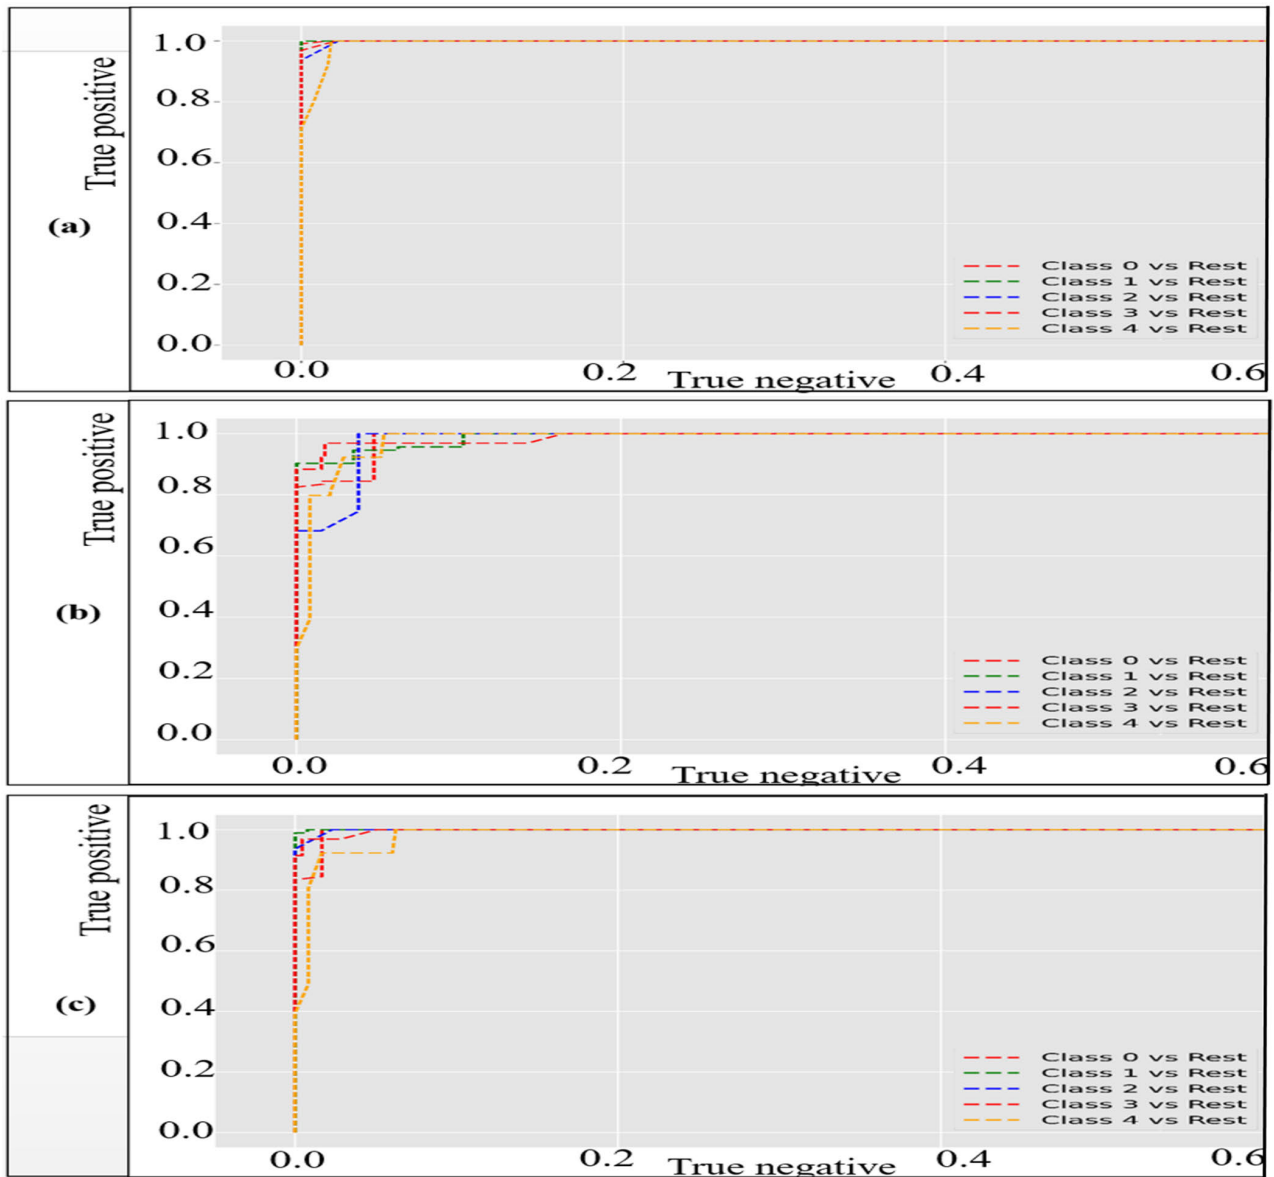 (a)
True positive
1.0
0.8
0.6
0.4
0.2
0.0
Class 0 vs Rest
Class 1 vs Rest
Class 2 vs Rest
Class 3 vs Rest
Class 4 vs Rest
0.0 0.2 0.4 0.6
True negative
(b)
True positive
1.0
0.8
0.6
0.4
0.2
0.0
Class 0 vs Rest
Class 1 vs Rest
Class 2 vs Rest
Class 3 vs Rest
Class 4 vs Rest
0.0 0.2 0.4 0.6
True negative
(c)
True positive
1.0
0.8
0.6
0.4
0.2
0.0
Class 0 vs Rest
Class 1 vs Rest
Class 2 vs Rest
Class 3 vs Rest
Class 4 vs Rest
0.0 0.2 0.4 0.6
True negative